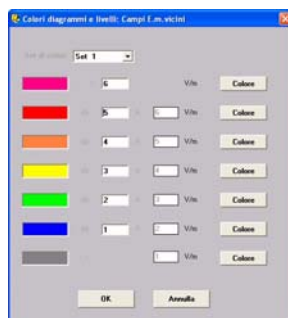 Colori diagrammi e livelli: Campi E.m.vicini
Set 1
6 V/m Colore
5 6 V/m Colore
4 5 V/m Colore
3 4 V/m Colore
2 3 V/m Colore
1 2 V/m Colore
1 V/m Colore
OK Annulla